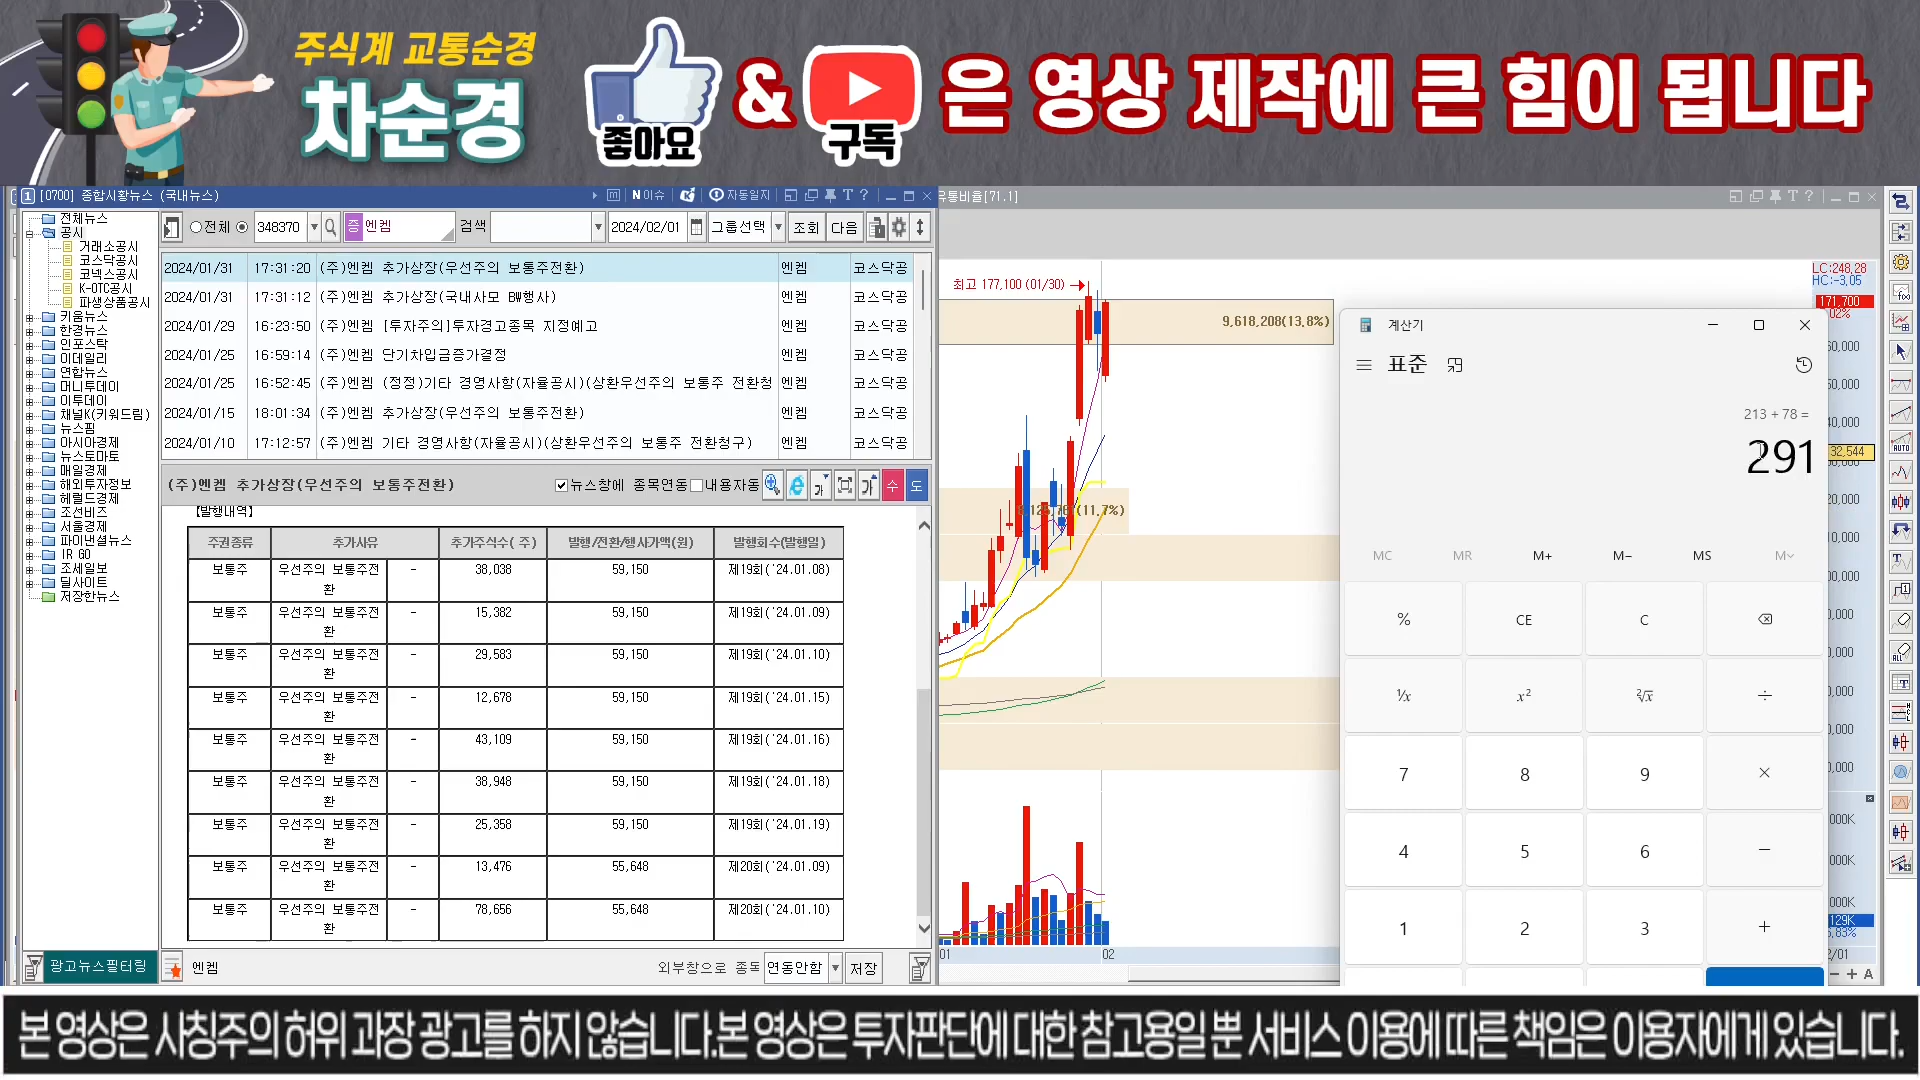 주식계 교통순경
차순경
좋아요
&
구독
은 영상 제작에 큰 힘이 됩니다
1 [0700] 종합시황뉴스 (국내뉴스)
N이슈
자동일지
유통비율[71.1]
전체뉴스
공시
거래소공시
코스닥공시
코넥스공시
K-OTC공시
파생상품공시
키움뉴스
한경뉴스
인포스탁
이데일리
연합뉴스
머니투데이
이투데이
채널K(키워드림)
뉴스핌
아시아경제
뉴스토마토
매일경제
해외투자정보
헤럴드경제
조선비즈
서울경제
파이낸셜뉴스
IR GO
조세일보
딜사이트
저장한뉴스
광고뉴스필터링
전체 348370 증 엔켐 검색 2024/02/01 그룹선택 조회 다음
2024/01/31 17:31:20 (주)엔켐 추가상장(우선주의 보통주전환) 엔켐 코스닥공
2024/01/31 17:31:12 (주)엔켐 추가상장(국내사모 BW행사) 엔켐 코스닥공
2024/01/29 16:23:50 (주)엔켐 [투자주의]투자경고종목 지정예고 엔켐 코스닥공
2024/01/25 16:59:14 (주)엔켐 단기차입금증가결정 엔켐 코스닥공
2024/01/25 16:52:45 (주)엔켐 (정정)기타 경영사항(자율공시)(상환우선주의 보통주 전환청 엔켐 코스닥공
2024/01/15 18:01:34 (주)엔켐 추가상장(우선주의 보통주전환) 엔켐 코스닥공
2024/01/10 17:12:57 (주)엔켐 기타 경영사항(자율공시)(상환우선주의 보통주 전환청구) 엔켐 코스닥공
(주)엔켐 추가상장(우선주의 보통주전환) 뉴스창에 종목연동 내용자동 가 가 수 도
[발행내역]
주권종류 추가사유 추가주식수( 주) 발행/전환/행사가액(원) 발행회수(발행일)
보통주 우선주의 보통주전환 - 38,038 59,150 제19회('24.01.08)
보통주 우선주의 보통주전환 - 15,382 59,150 제19회('24.01.09)
보통주 우선주의 보통주전환 - 29,583 59,150 제19회('24.01.10)
보통주 우선주의 보통주전환 - 12,678 59,150 제19회('24.01.15)
보통주 우선주의 보통주전환 - 43,109 59,150 제19회('24.01.16)
보통주 우선주의 보통주전환 - 38,948 59,150 제19회('24.01.18)
보통주 우선주의 보통주전환 - 25,358 59,150 제19회('24.01.19)
보통주 우선주의 보통주전환 - 13,476 55,648 제20회('24.01.09)
보통주 우선주의 보통주전환 - 78,656 55,648 제20회('24.01.10)
엔켐 외부창으로 종목 연동안함 저장
최고 177,100 (01/30)
9,618,208(13,8%)
(11,7%)
LC:248,28
HC:-3,05
171,700
32,544
129K
01
02
2/01
계산기
표준
213 + 78 =
291
MC MR M+ M− MS M
% CE C
¹/x x² ²√x ÷
7 8 9 ×
4 5 6 −
1 2 3 +
본 영상은 사칭주의 허위 과장 광고를 하지 않습니다.본 영상은 투자판단에 대한 참고용일 뿐 서비스 이용에 따른 책임은 이용자에게 있습니다.